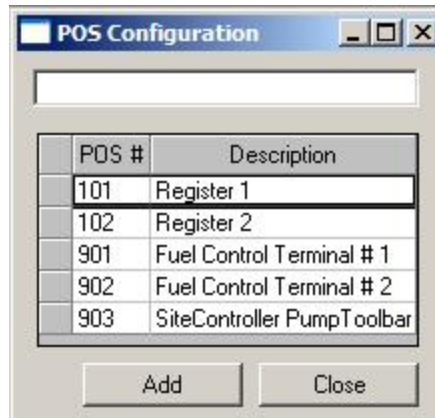 POS Configuration
POS # Description
101 Register 1
102 Register 2
901 Fuel Control Terminal # 1
902 Fuel Control Terminal # 2
903 SiteController PumpToolbar
Add Close